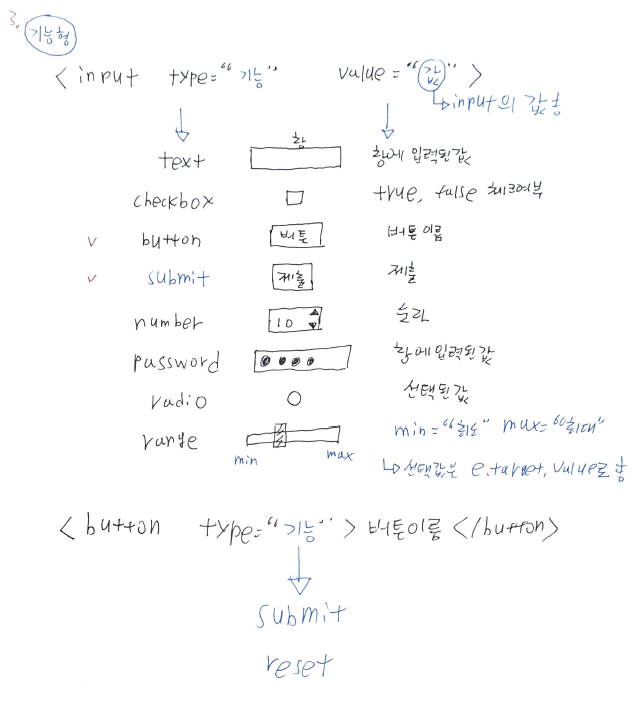 3. 기능형
<input type="기능" value="값">
↳ input의 값 총
text 창 창에 입력된 값
checkbox true, false 체크여부
✓ button 버튼 버튼이름
✓ submit 제출 제출
number 10 숫자
password 창에 입력된 값
radio 선택된 값
range min max min="최소" max="최대"
↳ 선택값은 e.target.value로 총
<button type="기능"> 버튼이름 </button>
submit
reset